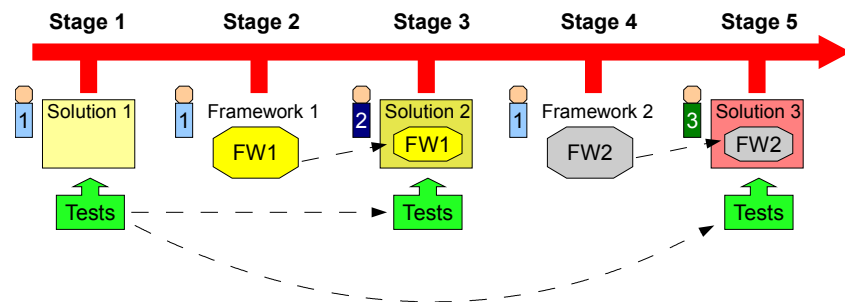 Stage 1 Stage 2 Stage 3 Stage 4 Stage 5
Solution 1 Framework 1 Solution 2 Framework 2 Solution 3
1 1 2 1 3
FW1 FW1 FW2 FW2
Tests Tests Tests